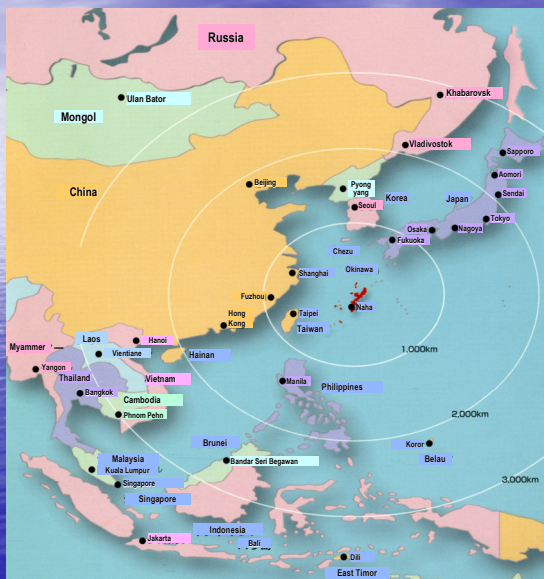 Russia
Khabarovsk
Ulan Bator
Mongol
Vladivostok
Sapporo
Aomori
Beijing
Pyong
yang
China
Sendai
Korea
Japan
Seoul
Tokyo
Osaka
Nagoya
Fukuoka
Chezu
Shanghai
Okinawa
Fuzhou
Naha
Hong
Kong
Taipei
Taiwan
Laos
Hanoi
Myammer
Vientiane
Hainan
1.000km
Yangon
Thailand
Vietnam
Manila
Philippines
Bangkok
Cambodia
Phnom Pehn
2.000km
Brunei
Koror
Malaysia
Belau
Kuala Lumpur
Bandar Seri Begawan
Singapore
3.000km
Singapore
Indonesia
Jakarta
Bali
Dili
East Timor